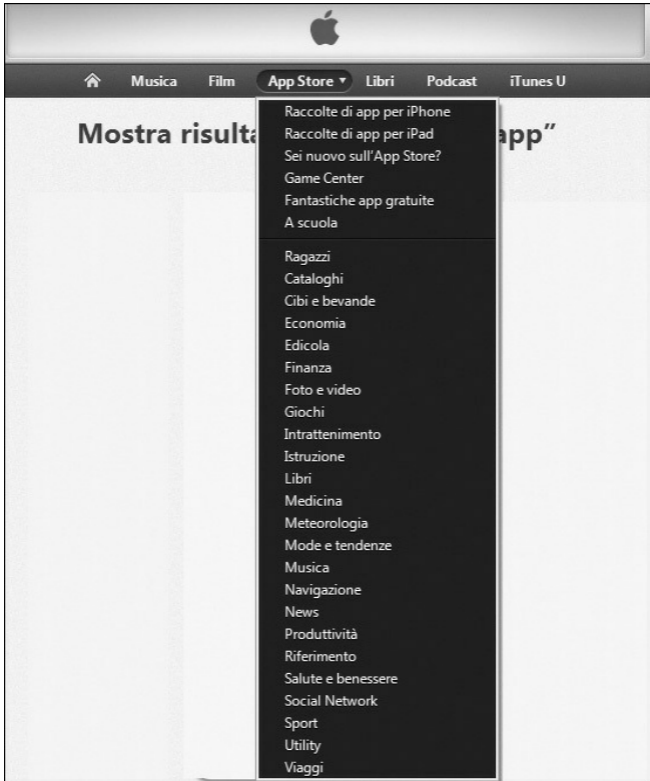 Musica Film App Store Libri Podcast iTunes U
Mostra app”
Raccolte di app per iPhone
Raccolte di app per iPad
Sei nuovo sull'App Store?
Game Center
Fantastiche app gratuite
A scuola
Ragazzi
Cataloghi
Cibi e bevande
Economia
Edicola
Finanza
Foto e video
Giochi
Intrattenimento
Istruzione
Libri
Medicina
Meteorologia
Mode e tendenze
Musica
Navigazione
News
Produttività
Riferimento
Salute e benessere
Social Network
Sport
Utility
Viaggi